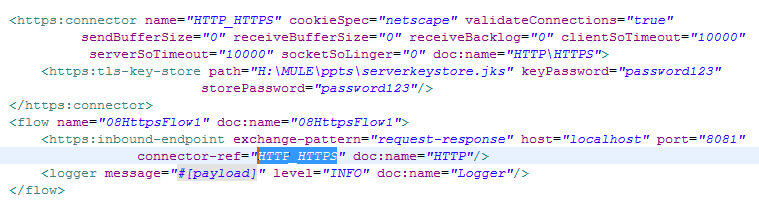 <https:connector name="HTTP_HTTPS" cookieSpec="netscape" validateConnections="true"
sendBufferSize="0" receiveBufferSize="0" receiveBacklog="0" clientSoTimeout="10000"
serverSoTimeout="10000" socketSoLinger="0" doc:name="HTTP\HTTPS">
<https:tls-key-store path="H:\MULE\ppts\serverkeystore.jks" keyPassword="password123"
storePassword="password123"/>
</https:connector>
<flow name="08HttpsFlow1" doc:name="08HttpsFlow1">
<https:inbound-endpoint exchange-pattern="request-response" host="localhost" port="8081"
connector-ref="HTTP_HTTPS" doc:name="HTTP"/>
<logger message="#[payload]" level="INFO" doc:name="Logger"/>
</flow>